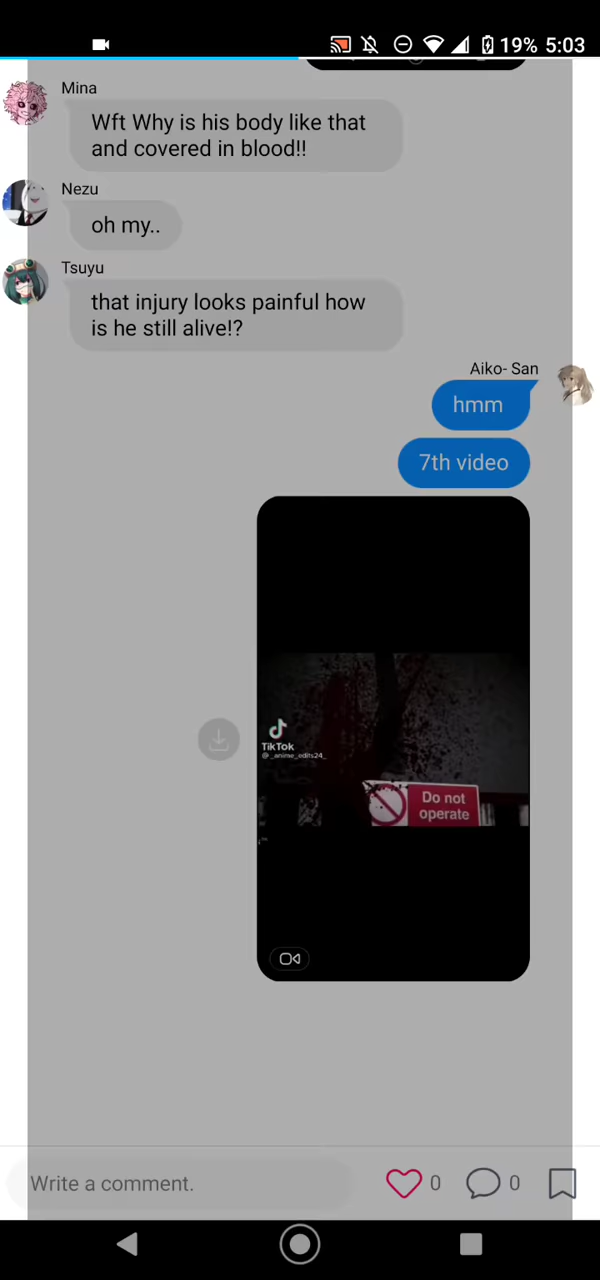 19% 5:03
Mina
Wft Why is his body like that
and covered in blood!!
Nezu
oh my..
Tsuyu
that injury looks painful how
is he still alive!?
Aiko- San
hmm
7th video
TikTok
@_anime_edits24_
Do not
operate
Write a comment.
0
0